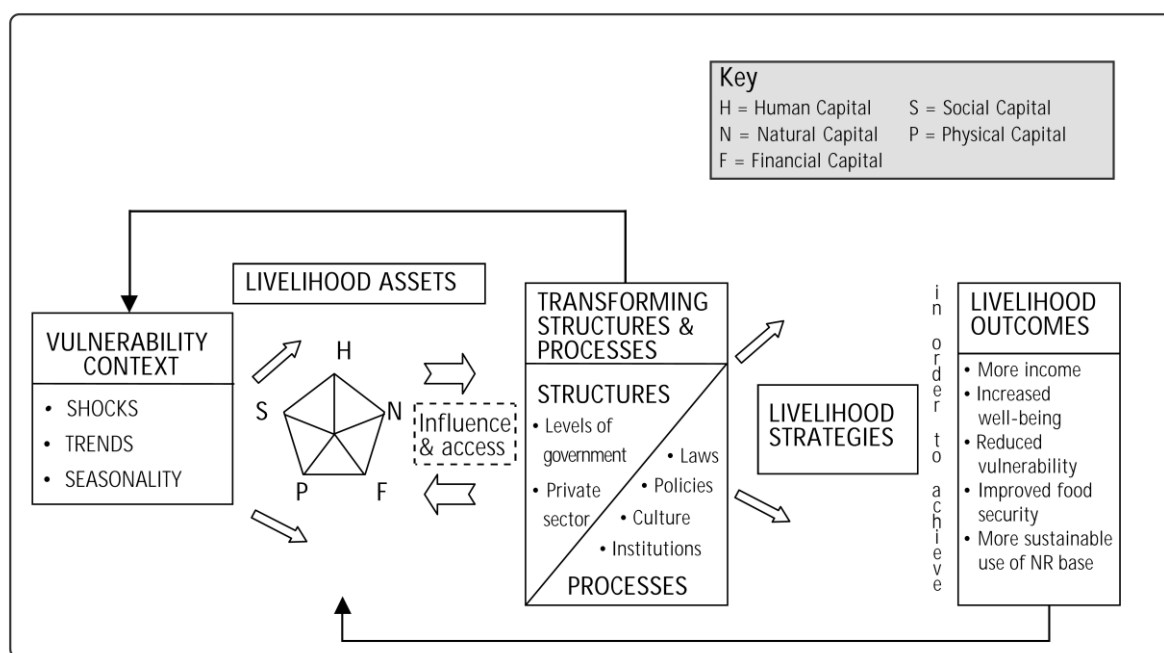 Key
H = Human Capital S = Social Capital
N = Natural Capital P = Physical Capital
F = Financial Capital
LIVELIHOOD ASSETS
VULNERABILITY
CONTEXT
• SHOCKS
• TRENDS
• SEASONALITY
H
S
N
P
F
Influence
& access
TRANSFORMING
STRUCTURES &
PROCESSES
STRUCTURES
• Levels of
government
• Private
sector
• Laws
• Policies
• Culture
• Institutions
PROCESSES
LIVELIHOOD
STRATEGIES
in order to achieve
LIVELIHOOD
OUTCOMES
• More income
• Increased
well-being
• Reduced
vulnerability
• Improved food
security
• More sustainable
use of NR base